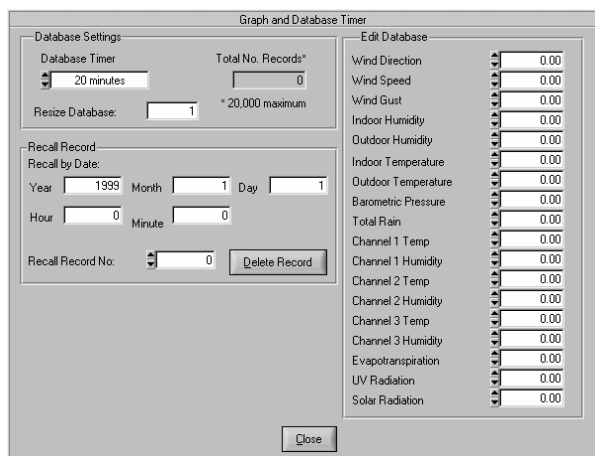 Graph and Database Timer
Database Settings
Database Timer
20 minutes
Total No. Records*
0
* 20,000 maximum
Resize Database: 1
Recall Record
Recall by Date:
Year 1999 Month 1 Day 1
Hour 0 Minute 0
Recall Record No: 0 Delete Record
Edit Database
Wind Direction 0.00
Wind Speed 0.00
Wind Gust 0.00
Indoor Humidity 0.00
Outdoor Humidity 0.00
Indoor Temperature 0.00
Outdoor Temperature 0.00
Barometric Pressure 0.00
Total Rain 0.00
Channel 1 Temp 0.00
Channel 1 Humidity 0.00
Channel 2 Temp 0.00
Channel 2 Humidity 0.00
Channel 3 Temp 0.00
Channel 3 Humidity 0.00
Evapotranspiration 0.00
UV Radiation 0.00
Solar Radiation 0.00
Close